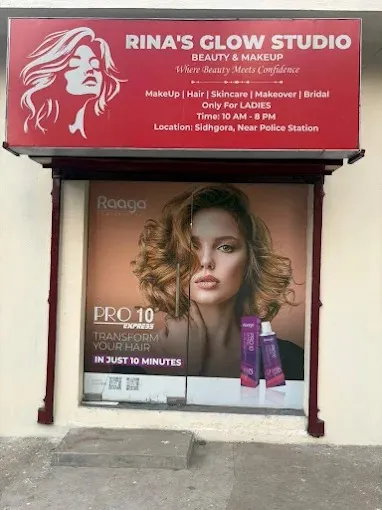 RINA'S GLOW STUDIO
BEAUTY & MAKEUP
Where Beauty Meets Confidence
MakeUp | Hair | Skincare | Makeover | Bridal
Only For LADIES
Time: 10 AM - 8 PM
Location: Sidhgora, Near Police Station
Raaga
PRO 10
EXPRESS
TRANSFORM
YOUR HAIR
IN JUST 10 MINUTES